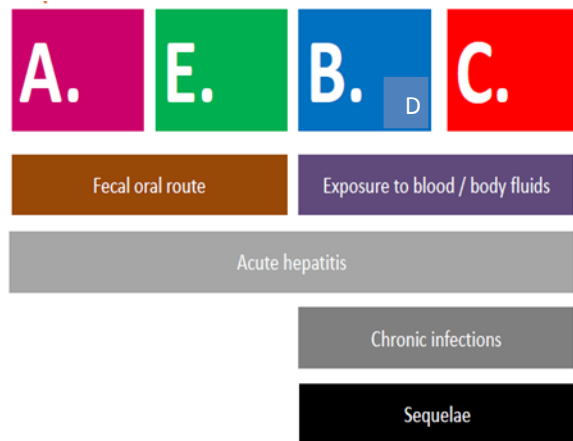 A.
E.
B.
D
C.
Fecal oral route
Exposure to blood / body fluids
Acute hepatitis
Chronic infections
Sequelae